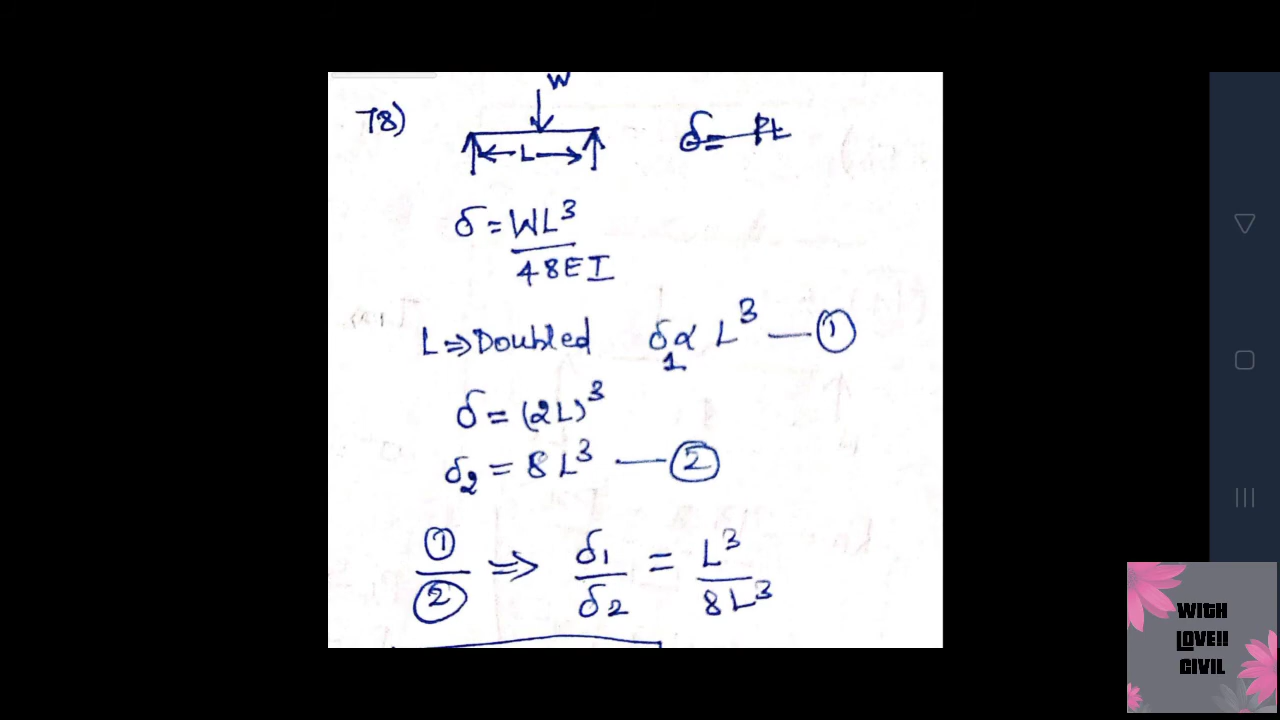 W
78)
L
δ = PL
δ = WL³
48EI
L ⇒ Doubled δ₁ α L³ — ①
δ = (2L)³
δ₂ = 8L³ — ②
① ⇒ δ₁ = L³
② δ₂ 8L³
WITH
LOVE!!
CIVIL